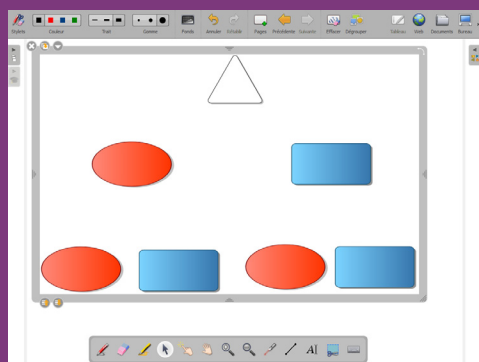 Stylets Couleur Trait Gomme Fonds Annuler Refaire Pages Précédente Suivante Effacer Dégrouper Tableau Web Documents Bureau
A|